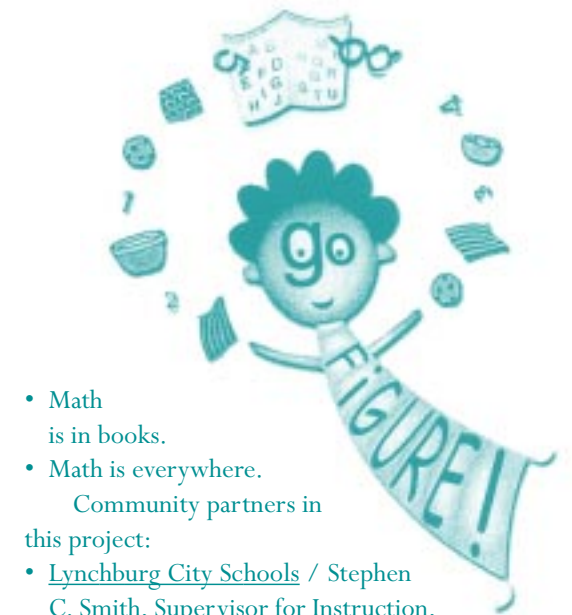 go
FiGURE!
• Math
is in books.
• Math is everywhere.
Community partners in
this project:
• Lynchburg City Schools / Stephen
C. Smith, Supervisor for Instruction,